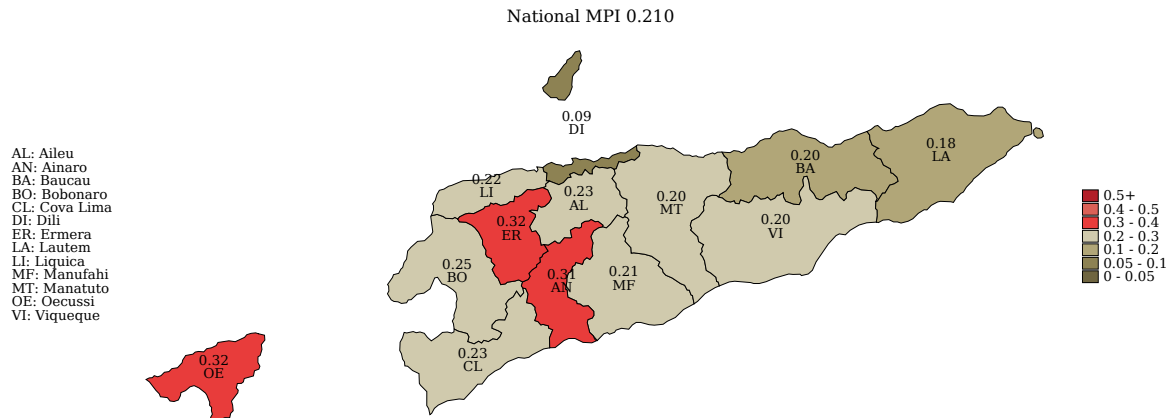 National MPI 0.210
0.09
DI
0.18
LA
0.20
BA
0.22
LI
0.23
AL
0.20
MT
0.32
ER
0.20
VI
0.25
BO
0.31
AN
0.21
MF
0.23
CL
0.32
OE
AL: Aileu
AN: Ainaro
BA: Baucau
BO: Bobonaro
CL: Cova Lima
DI: Dili
ER: Ermera
LA: Lautem
LI: Liquica
MF: Manufahi
MT: Manatuto
OE: Oecussi
VI: Viqueque
0.5+
0.4 - 0.5
0.3 - 0.4
0.2 - 0.3
0.1 - 0.2
0.05 - 0.1
0 - 0.05